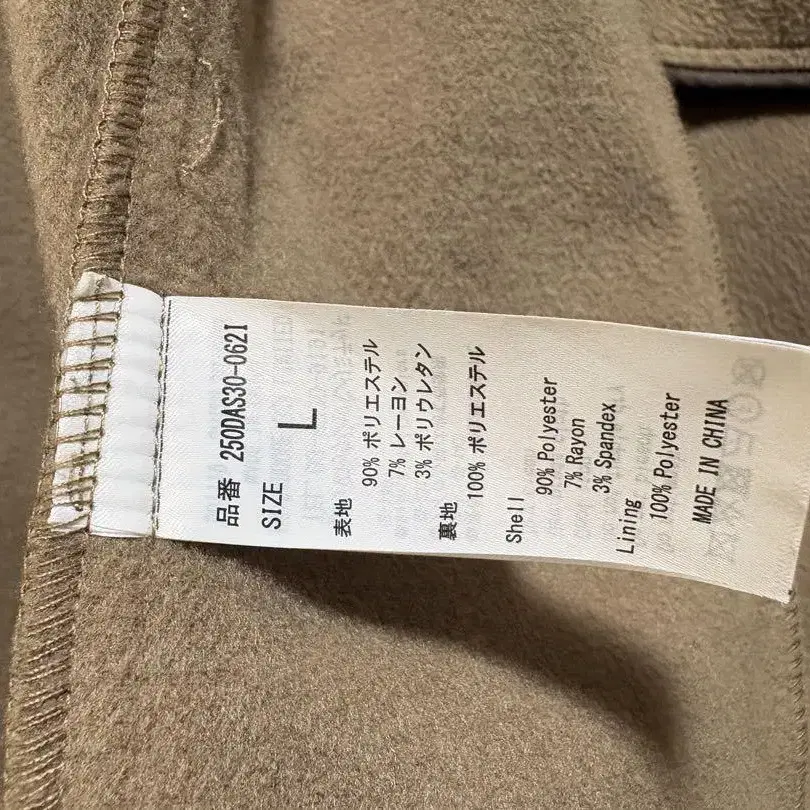 品番 250DAS30-062I
SIZE
L
表地
90% ポリエステル
7% レーヨン
3% ポリウレタン
裏地
100% ポリエステル
Shell
90% Polyester
7% Rayon
3% Spandex
Lining
100% Polyester
MADE IN CHINA